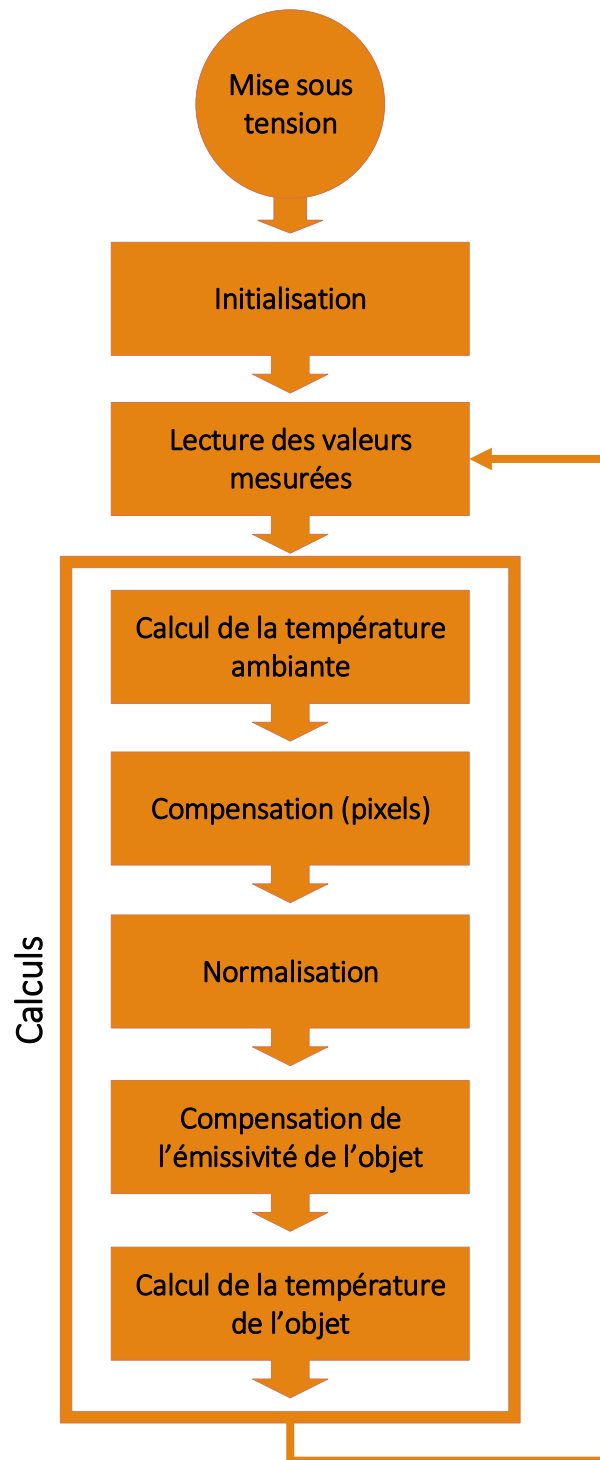 Mise sous
tension
Initialisation
Lecture des valeurs
mesurées
Calcul de la température
ambiante
Compensation (pixels)
Normalisation
Calculs
Compensation de
l’émissivité de l’objet
Calcul de la température
de l’objet